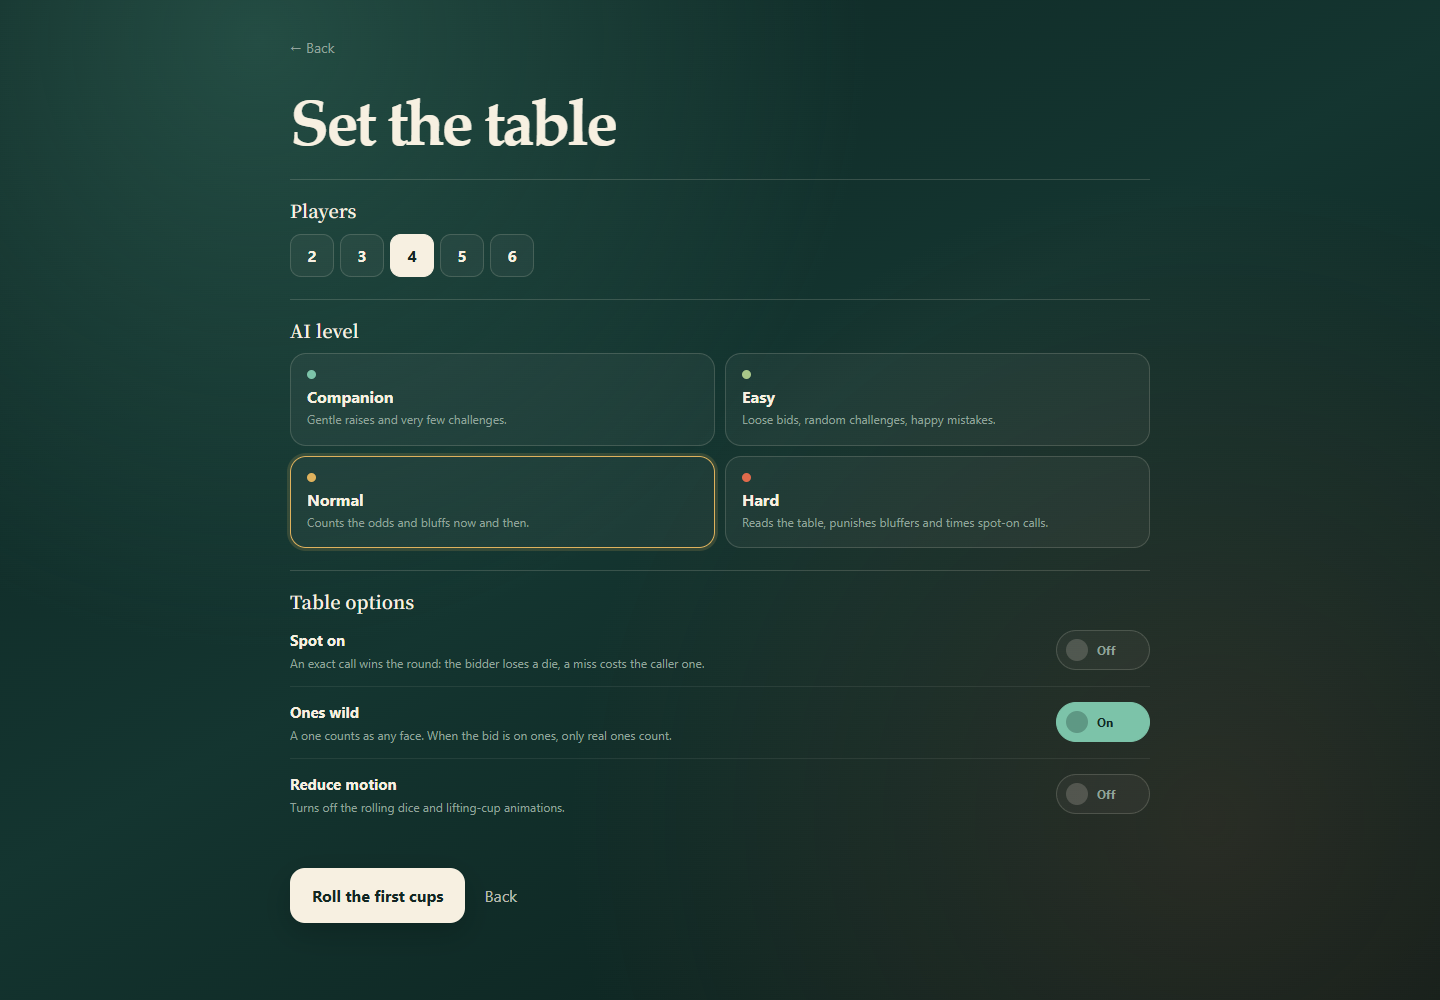 ← Back
Set the table
Players
2 3 4 5 6
AI level
Companion
Gentle raises and very few challenges.
Easy
Loose bids, random challenges, happy mistakes.
Normal
Counts the odds and bluffs now and then.
Hard
Reads the table, punishes bluffers and times spot-on calls.
Table options
Spot on
An exact call wins the round: the bidder loses a die, a miss costs the caller one.
Off
Ones wild
A one counts as any face. When the bid is on ones, only real ones count.
On
Reduce motion
Turns off the rolling dice and lifting-cup animations.
Off
Roll the first cups
Back